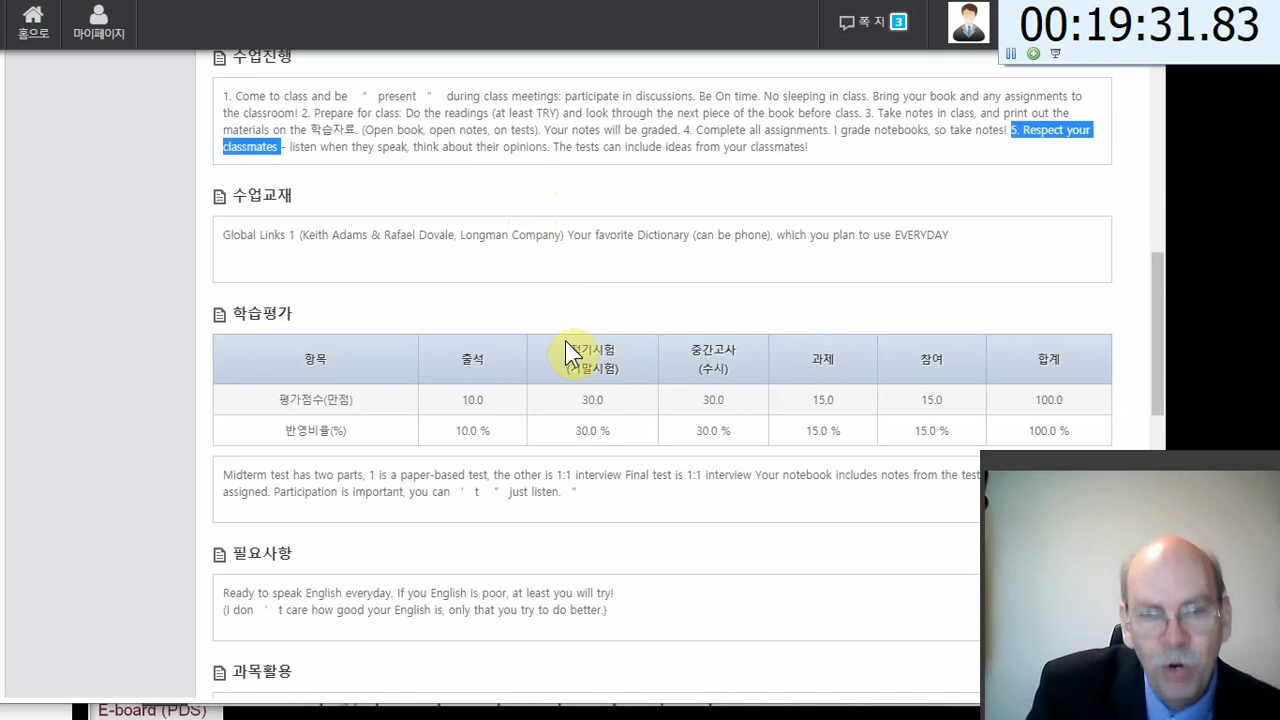 홈으로
마이페이지
쪽 지 3
00:19:31.83
수업진행
1. Come to class and be “ present ” during class meetings: participate in discussions. Be On time. No sleeping in class. Bring your book and any assignments to
the classroom! 2. Prepare for class: Do the readings (at least TRY) and look through the next piece of the book before class. 3. Take notes in class, and print out the
materials on the 학습자료 (Open book, open notes, on tests). Your notes will be graded. 4. Complete all assignments. I grade notebooks, so take notes! 5. Respect your
classmates - listen when they speak, think about their opinions. The tests can include ideas from your classmates!
수업교재
Global Links 1 (Keith Adams & Rafael Dovale, Longman Company) Your favorite Dictionary (can be phone), which you plan to use EVERYDAY
학습평가
항목 출석 정기시험 (기말시험) 중간고사 (수시) 과제 참여 합계
평가점수(만점) 10.0 30.0 30.0 15.0 15.0 100.0
반영비율(%) 10.0 % 30.0 % 30.0 % 15.0 % 15.0 % 100.0 %
Midterm test has two parts, 1 is a paper-based test, the other is 1:1 interview Final test is 1:1 interview Your notebook includes notes from the test
assigned. Participation is important, you can ’ t “ just listen. ”
필요사항
Ready to speak English everyday. If you English is poor, at least you will try!
(I don ’ t care how good your English is, only that you try to do better.)
과목활용
E-board (PDS)